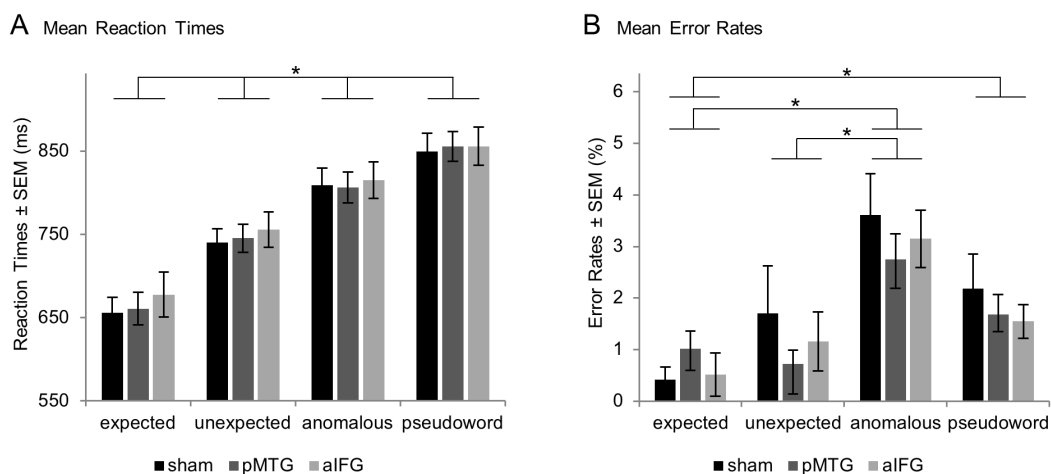 A Mean Reaction Times
*
Reaction Times ± SEM (ms)
850
750
650
550
expected unexpected anomalous pseudoword
sham pMTG aIFG
B Mean Error Rates
*
*
*
Error Rates ± SEM (%)
6
5
4
3
2
1
0
expected unexpected anomalous pseudoword
sham pMTG aIFG